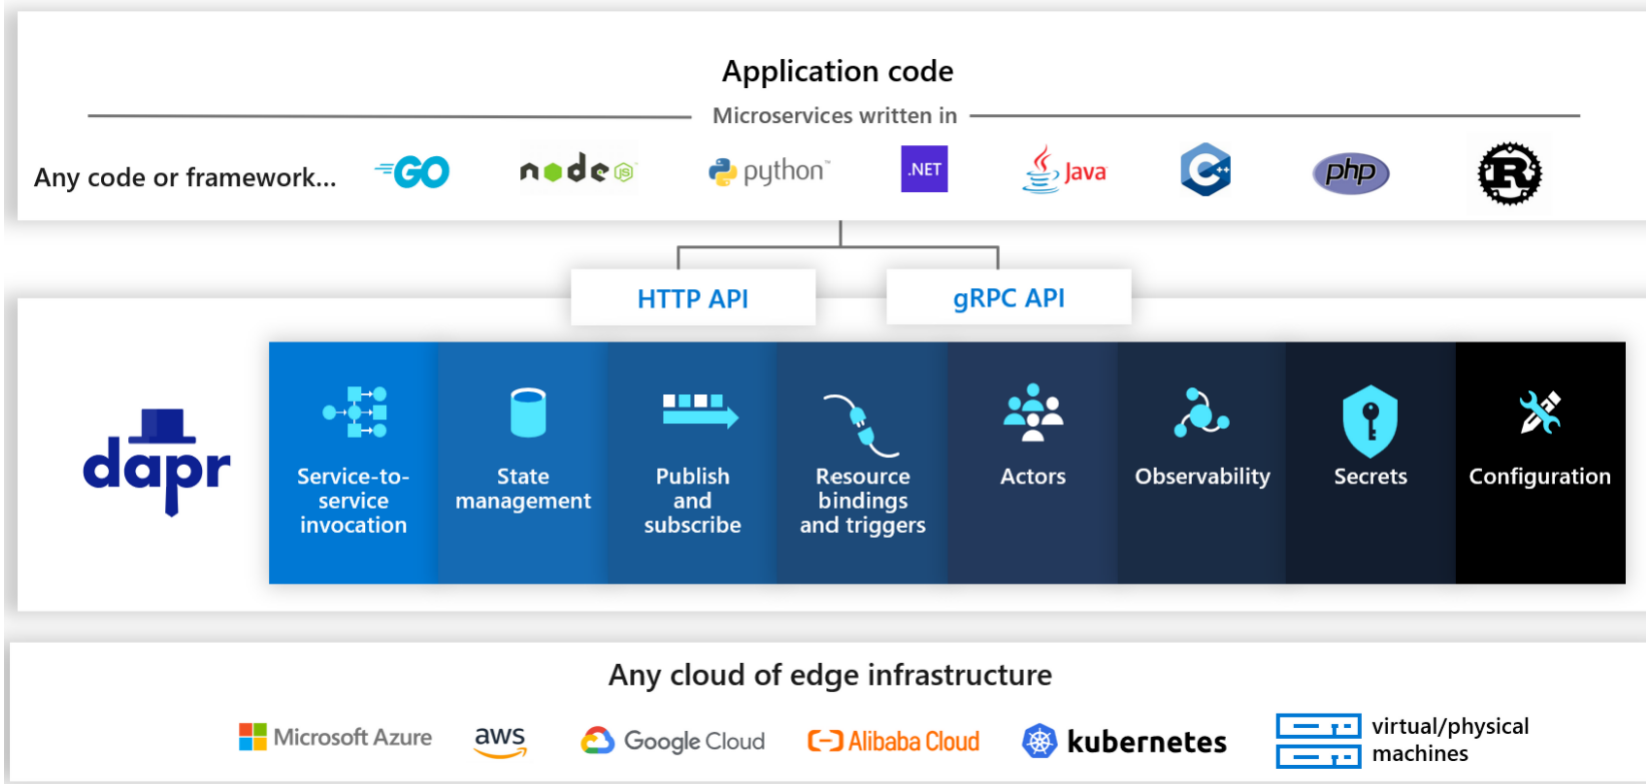 Application code
Microservices written in
Any code or framework...
GO
node JS
python™
.NET
Java
C++
php
R
HTTP API
gRPC API
dapr
Service-to-
service
invocation
State
management
Publish
and
subscribe
Resource
bindings
and triggers
Actors
Observability
Secrets
Configuration
Any cloud of edge infrastructure
Microsoft Azure
aws
Google Cloud
Alibaba Cloud
kubernetes
virtual/physical
machines